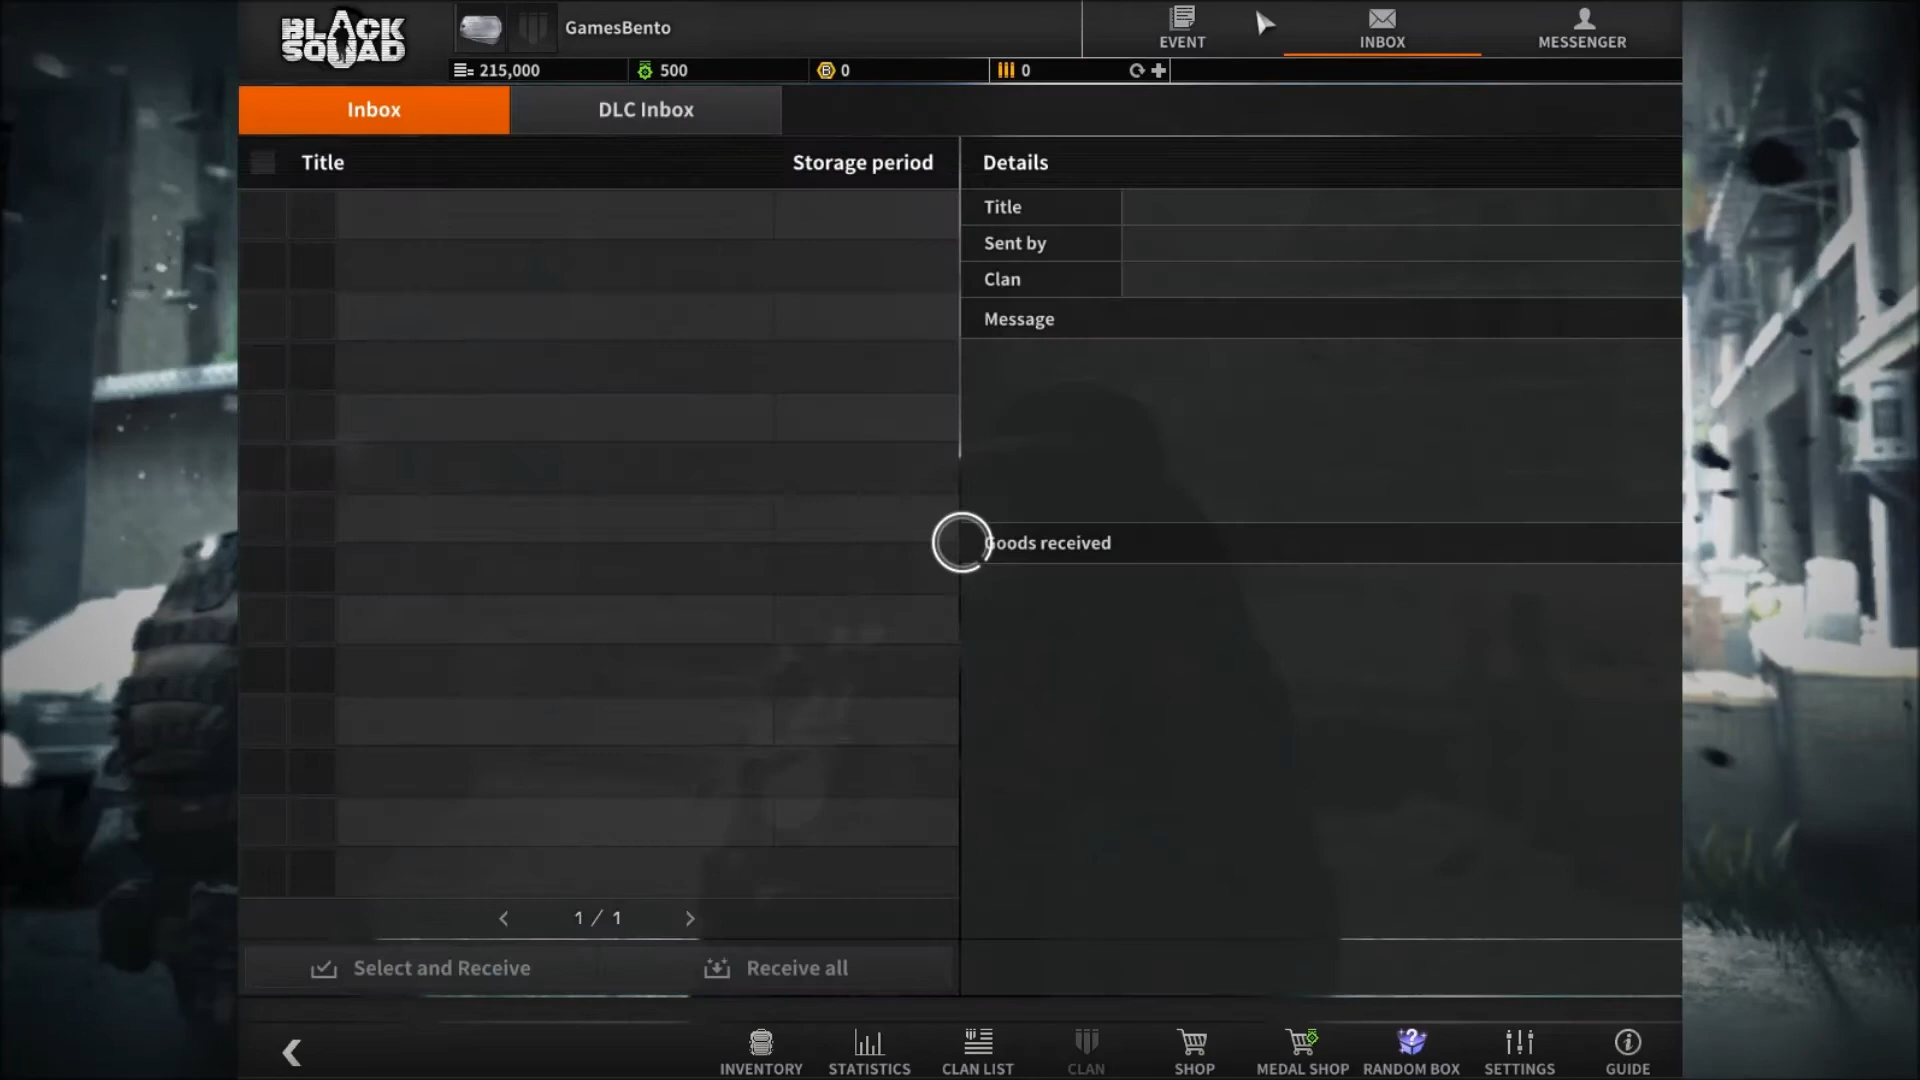 BLACK
SQUAD
GamesBento
EVENT
INBOX
MESSENGER
215,000
500
B 0
0
Inbox
DLC Inbox
Title
Storage period
Details
Title
Sent by
Clan
Message
Goods received
1 / 1
Select and Receive
Receive all
INVENTORY
STATISTICS
CLAN LIST
CLAN
SHOP
MEDAL SHOP
RANDOM BOX
SETTINGS
GUIDE